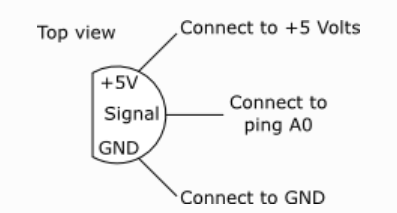 Top view
Connect to +5 Volts
+5V
Signal
Connect to
ping A0
GND
Connect to GND